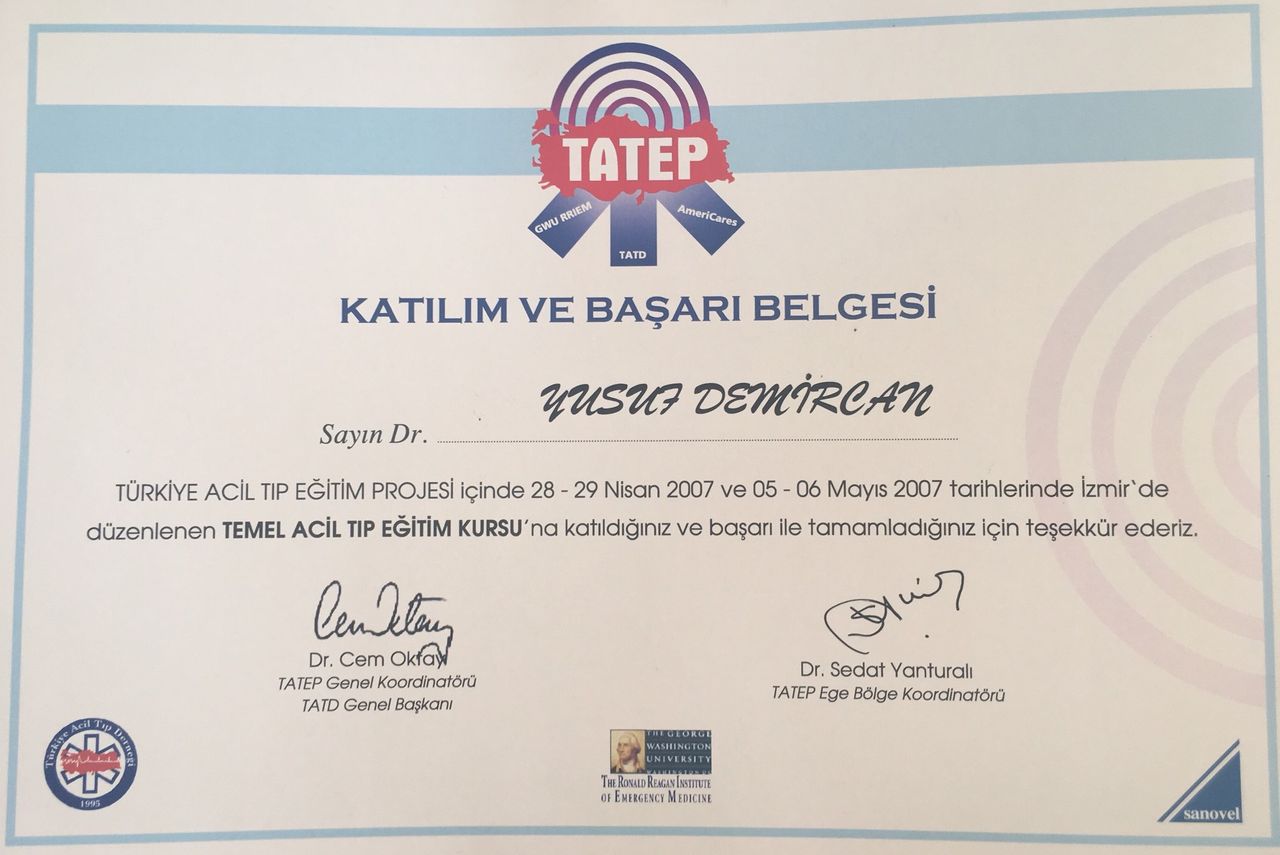 TATEP
GWU RRIEM
AmeriCares
TATD
KATILIM VE BAŞARI BELGESİ
YUSUF DEMİRCAN
Sayın Dr.
TÜRKİYE ACİL TIP EĞİTİM PROJESİ içinde 28 - 29 Nisan 2007 ve 05 - 06 Mayıs 2007 tarihlerinde İzmir`de
düzenlenen TEMEL ACİL TIP EĞİTİM KURSU’na katıldığınız ve başarı ile tamamladığınız için teşekkür ederiz.
Dr. Cem Oktay
Dr. Sedat Yanturalı
TATEP Genel Koordinatörü
TATEP Ege Bölge Koordinatörü
TATD Genel Başkanı
Türkiye Acil Tıp Derneği
1995
THE GEORGE
WASHINGTON
UNIVERSITY
THE RONALD REAGAN INSTITUTE
OF EMERGENCY MEDICINE
sanovel